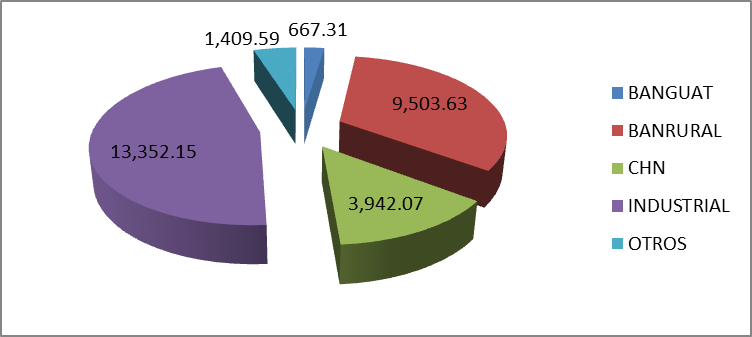 1,409.59
667.31
9,503.63
13,352.15
3,942.07
BANGUAT
BANRURAL
CHN
INDUSTRIAL
OTROS